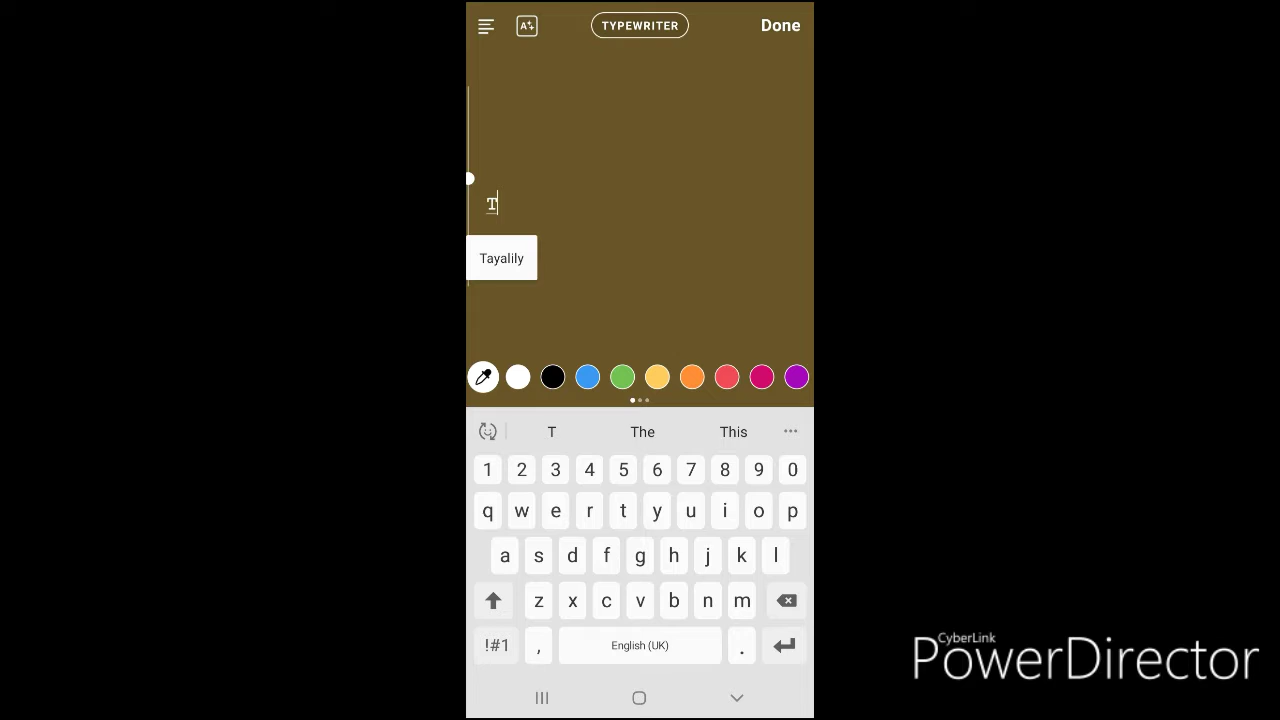 A
TYPEWRITER
Done
T
Tayalily
T The This
1 2 3 4 5 6 7 8 9 0
q w e r t y u i o p
a s d f g h j k l
z x c v b n m
!#1 , English (UK) .
CyberLink
PowerDirector